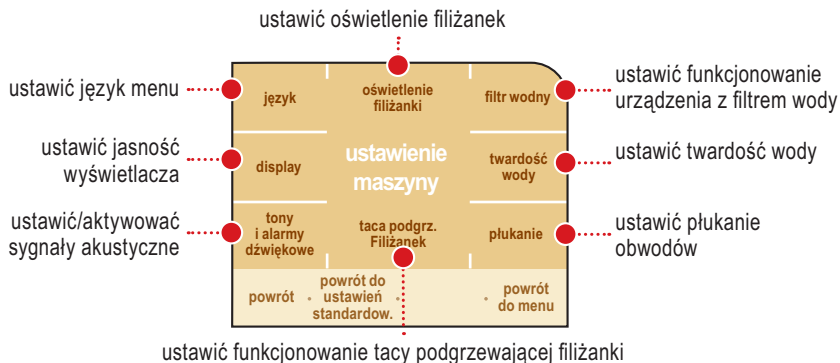 ustawić oświetlenie filiżanek
ustawić język menu
język
oświetlenie
filiżanki
filtr wodny
ustawić funkcjonowanie
urządzenia z filtrem wody
ustawić jasność
wyświetlacza
display
ustawienie
maszyny
twardość
wody
ustawić twardość wody
ustawić/aktywować
sygnały akustyczne
tony
i alarmy
dźwiękowe
taca podgrz.
Filiżanek
płukanie
ustawić płukanie
obwodów
powrót
powrót do
ustawień
standardow.
powrót
do menu
ustawić funkcjonowanie tacy podgrzewającej filiżanki